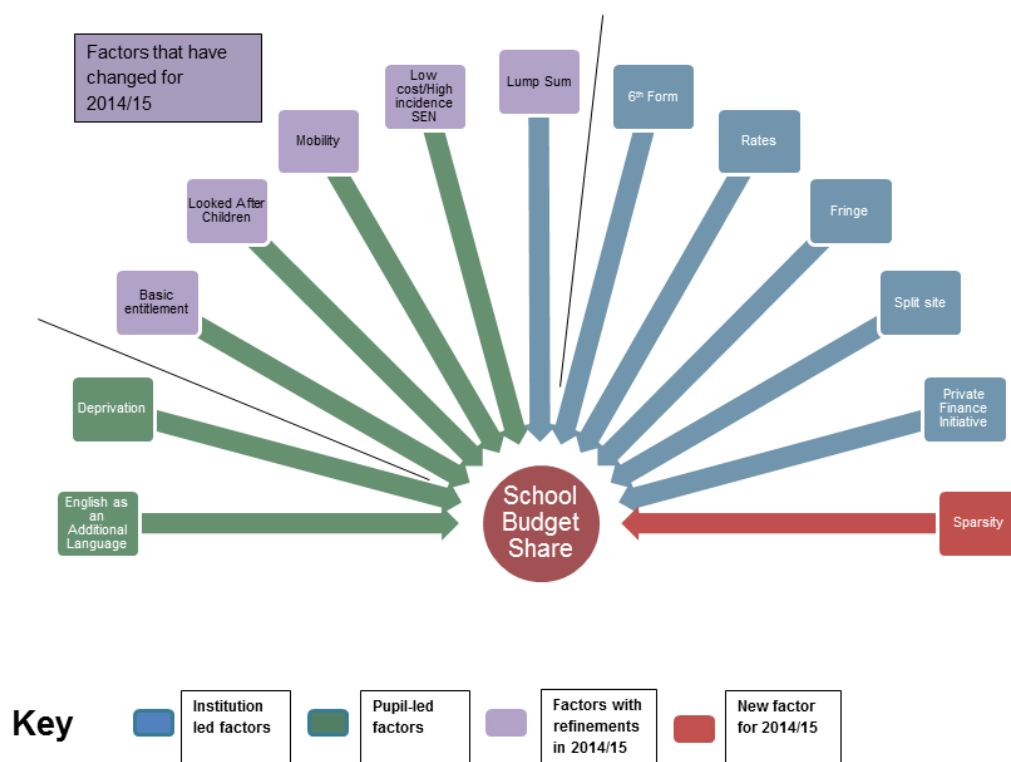 Factors that have
changed for
2014/15
Low
cost/High
incidence
SEN
Lump Sum
6th Form
Mobility
Rates
Looked After
Children
Fringe
Basic
entitlement
Split site
Deprivation
Private
Finance
Initiative
English as
an
Additional
Language
School
Budget
Share
Sparsity
Key
Institution
led factors
Pupil-led
factors
Factors with
refinements
in 2014/15
New factor
for 2014/15